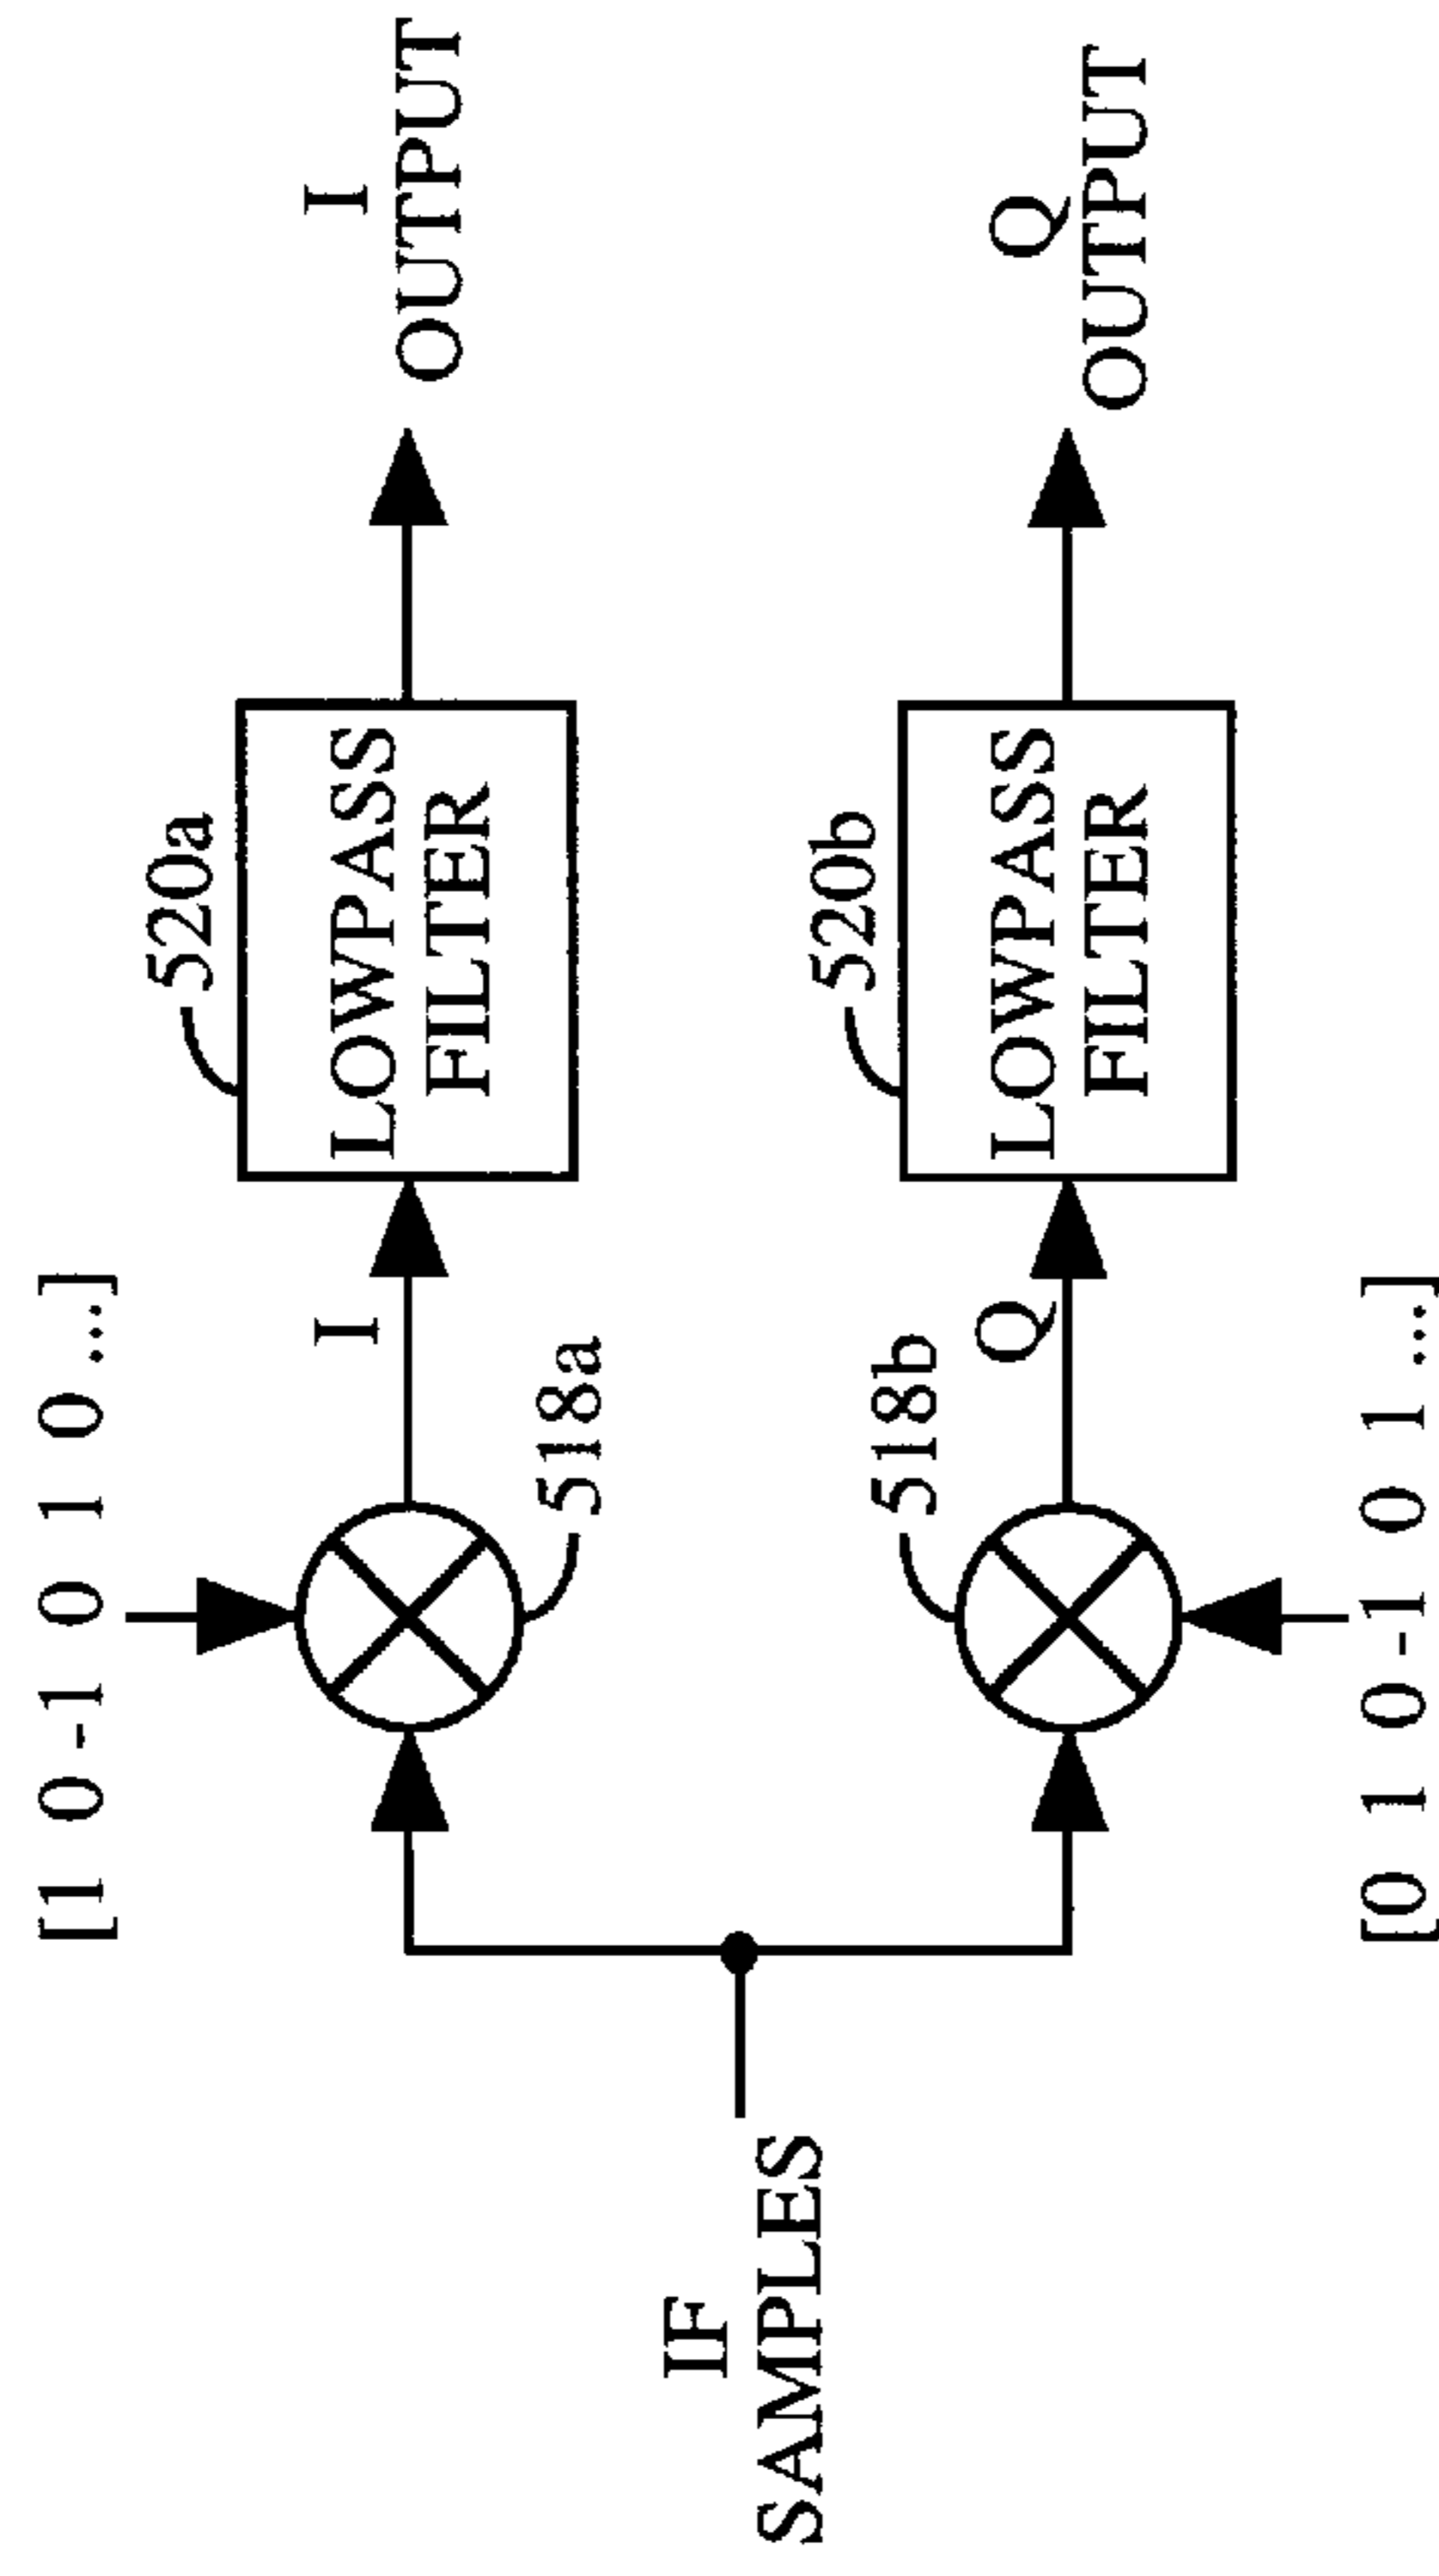 [1 0 -1 0 1 0 ...]
520a
I
I
OUTPUT
LOWPASS
FILTER
518a
IF
SAMPLES
518b
520b
Q
Q
OUTPUT
LOWPASS
FILTER
[0 1 0 -1 0 1 ...]